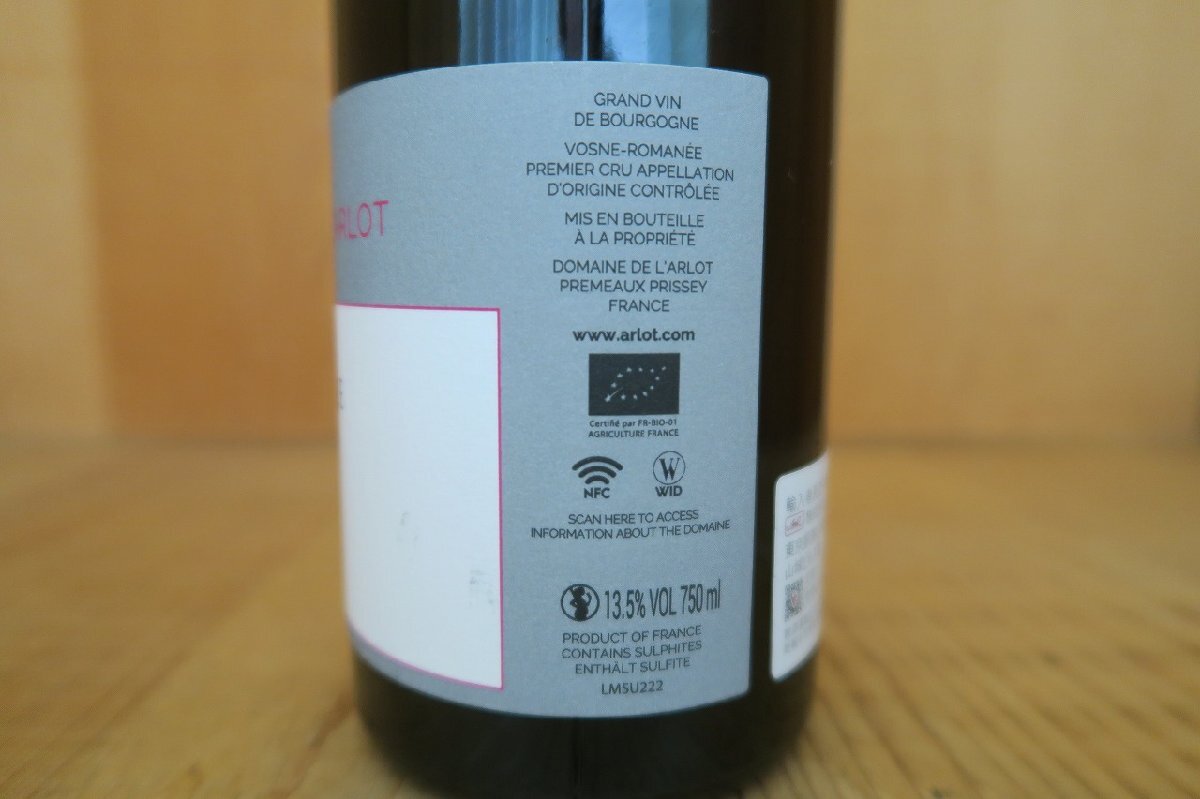 ARLOT
E
GRAND VIN
DE BOURGOGNE
VOSNE-ROMANÉE
PREMIER CRU APPELLATION
D'ORIGINE CONTRÔLÉE
MIS EN BOUTEILLE
À LA PROPRIÉTÉ
DOMAINE DE L'ARLOT
PREMEAUX PRISSEY
FRANCE
www.arlot.com
Certifié par FR-BIO-01
AGRICULTURE FRANCE
NFC
W
WID
SCAN HERE TO ACCESS
INFORMATION ABOUT THE DOMAINE
13.5% VOL 750 ml
PRODUCT OF FRANCE
CONTAINS SULPHITES
ENTHÄLT SULFITE
LM5U222
輸入